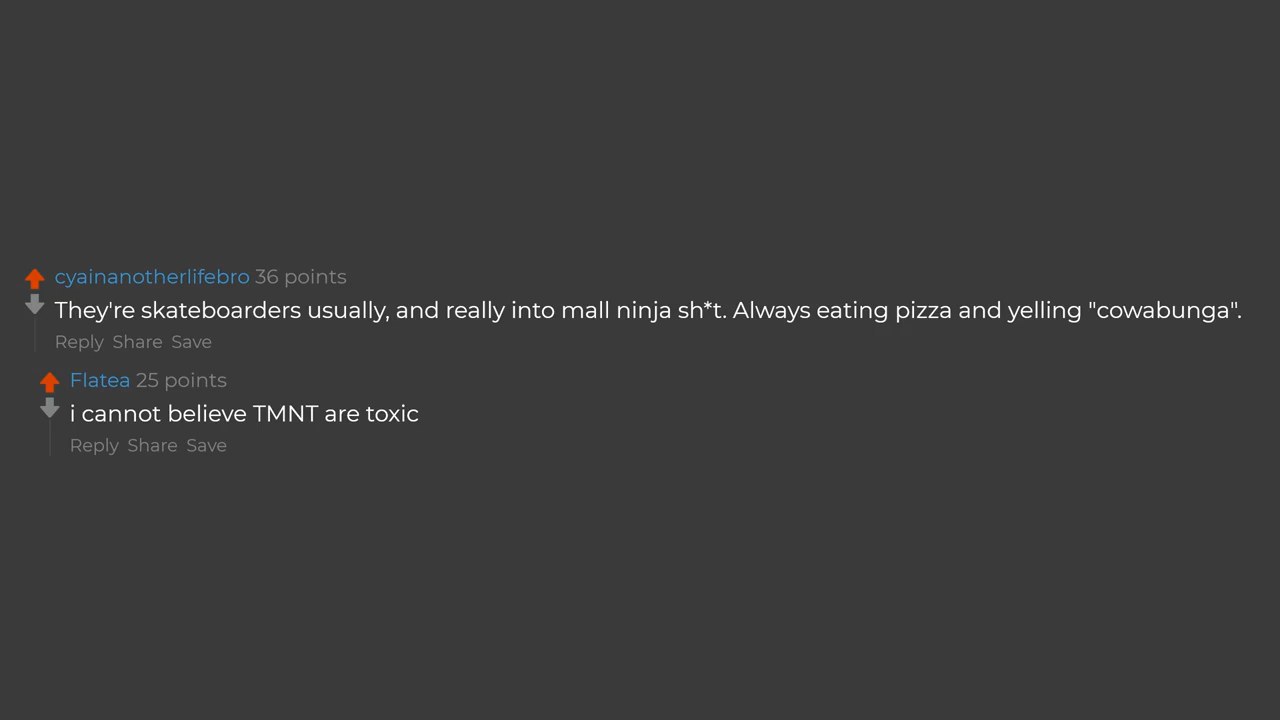 cyainanotherlifebro 36 points
They're skateboarders usually, and really into mall ninja sh*t. Always eating pizza and yelling "cowabunga".
Reply Share Save
Flatea 25 points
i cannot believe TMNT are toxic
Reply Share Save